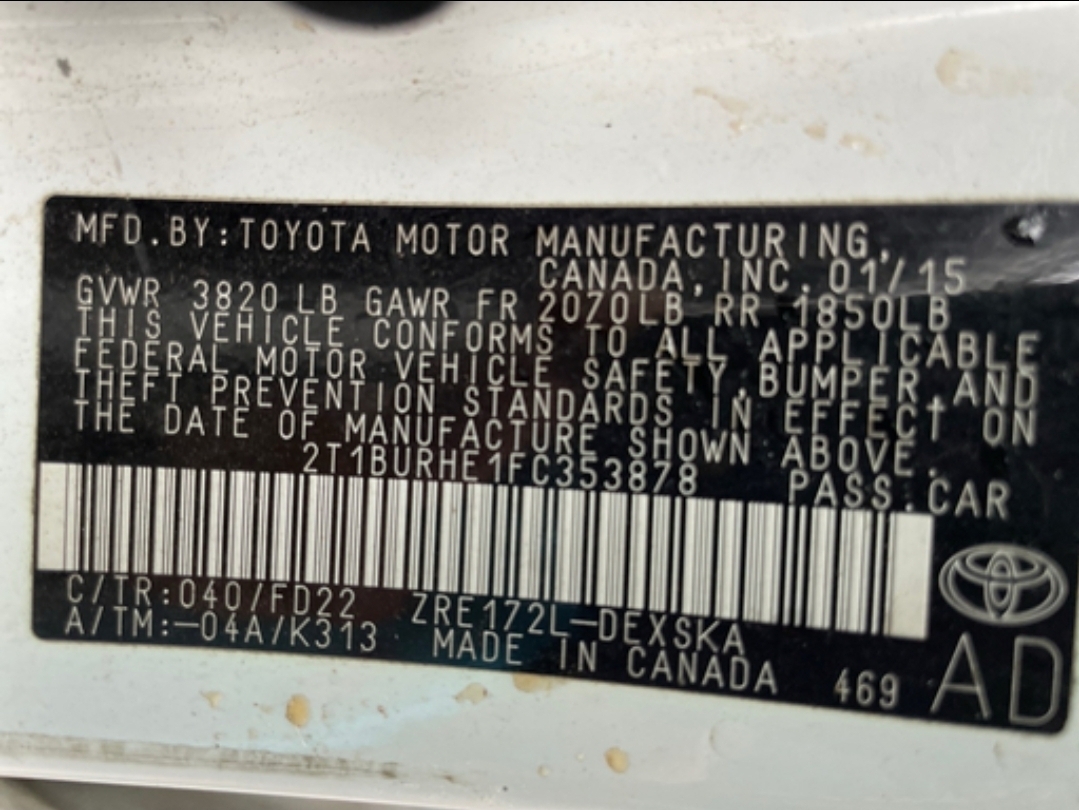 MFD.BY:TOYOTA MOTOR MANUFACTURING,
CANADA, INC. 01/15
GVWR 3820 LB GAWR FR 2070LB RR 1850LB
THIS VEHICLE CONFORMS TO ALL APPLICABLE
FEDERAL MOTOR VEHICLE SAFETY,BUMPER,AND
THEFT PREVENTION STANDARDS IN EFFECT ON
THE DATE OF MANUFACTURE SHOWN ABOVE.
2T1BURHE1FC353878 PASS.CAR
C/TR:040/FD22 ZRE172L-DEXSKA
A/TM:-04A/K313 MADE IN CANADA 469 AD